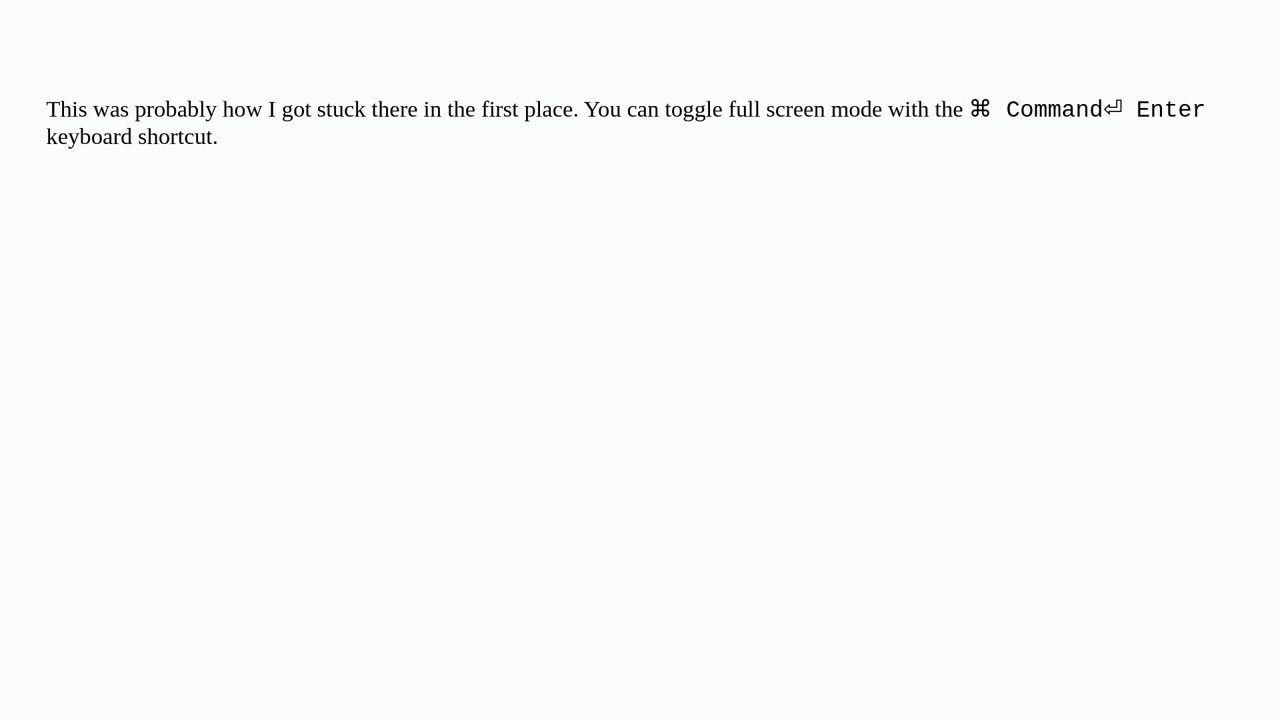 This was probably how I got stuck there in the first place. You can toggle full screen mode with the ⌘ Command⏎ Enter
keyboard shortcut.